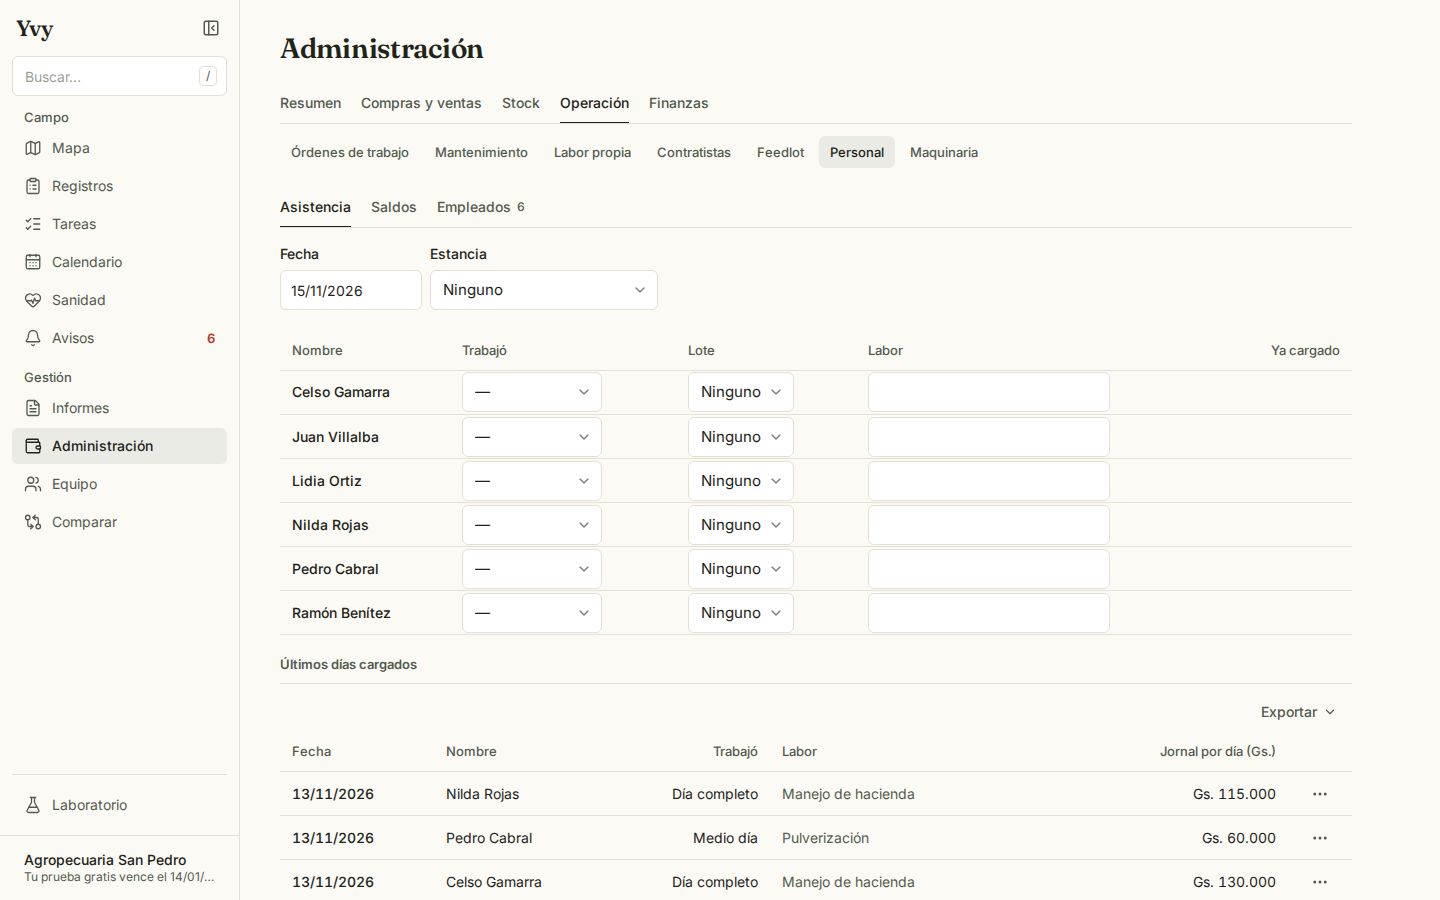 Yvy
Buscar... /
Campo
Mapa
Registros
Tareas
Calendario
Sanidad
Avisos 6
Gestión
Informes
Administración
Equipo
Comparar
Laboratorio
Agropecuaria San Pedro
Tu prueba gratis vence el 14/01/...
Administración
Resumen Compras y ventas Stock Operación Finanzas
Órdenes de trabajo Mantenimiento Labor propia Contratistas Feedlot Personal Maquinaria
Asistencia Saldos Empleados 6
Fecha Estancia
15/11/2026 Ninguno
Nombre Trabajó Lote Labor Ya cargado
Celso Gamarra — Ninguno
Juan Villalba — Ninguno
Lidia Ortiz — Ninguno
Nilda Rojas — Ninguno
Pedro Cabral — Ninguno
Ramón Benítez — Ninguno
Últimos días cargados
Exportar
Fecha Nombre Trabajó Labor Jornal por día (Gs.)
13/11/2026 Nilda Rojas Día completo Manejo de hacienda Gs. 115.000 ...
13/11/2026 Pedro Cabral Medio día Pulverización Gs. 60.000 ...
13/11/2026 Celso Gamarra Día completo Manejo de hacienda Gs. 130.000 ...